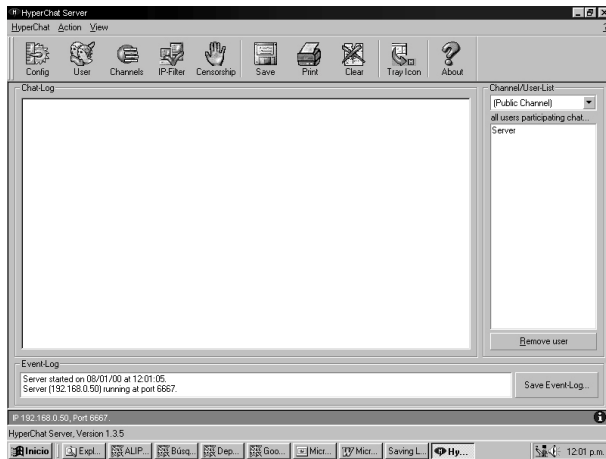 HyperChat Server
HyperChat Action View ?
Config User Channels IP-Filter Censorship Save Print Clear Tray Icon About
Chat-Log
Channel/User-List
(Public Channel)
all users participating chat...
Server
Remove user
Event-Log
Server started on 08/01/00 at 12:01:05.
Server (192.168.0.50) running at port 6667.
Save Event-Log...
IP 192.168.0.50, Port 6667.
HyperChat Server, Version 1.3.5
Inicio Expl... ALIP... Búsq... Dep... Goo... Micr... Micr... Saving L... Hy... 12:01 p.m.